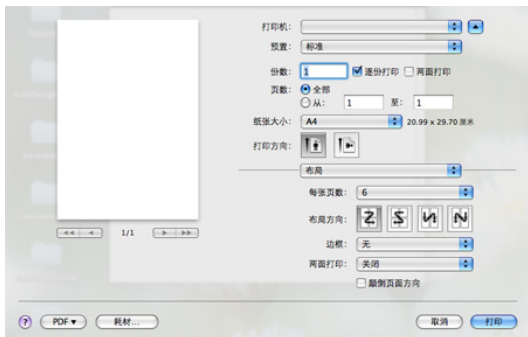 打印机:
预置: 标准
份数: 1 逐份打印 两面打印
页数: 全部
从: 1 至: 1
纸张大小: A4 20.99 x 29.70 厘米
打印方向:
布局
每张页数: 6
布局方向:
1/1
边框: 无
两面打印: 关闭
颠倒页面方向
? PDF▼ 耗材... 取消 打印